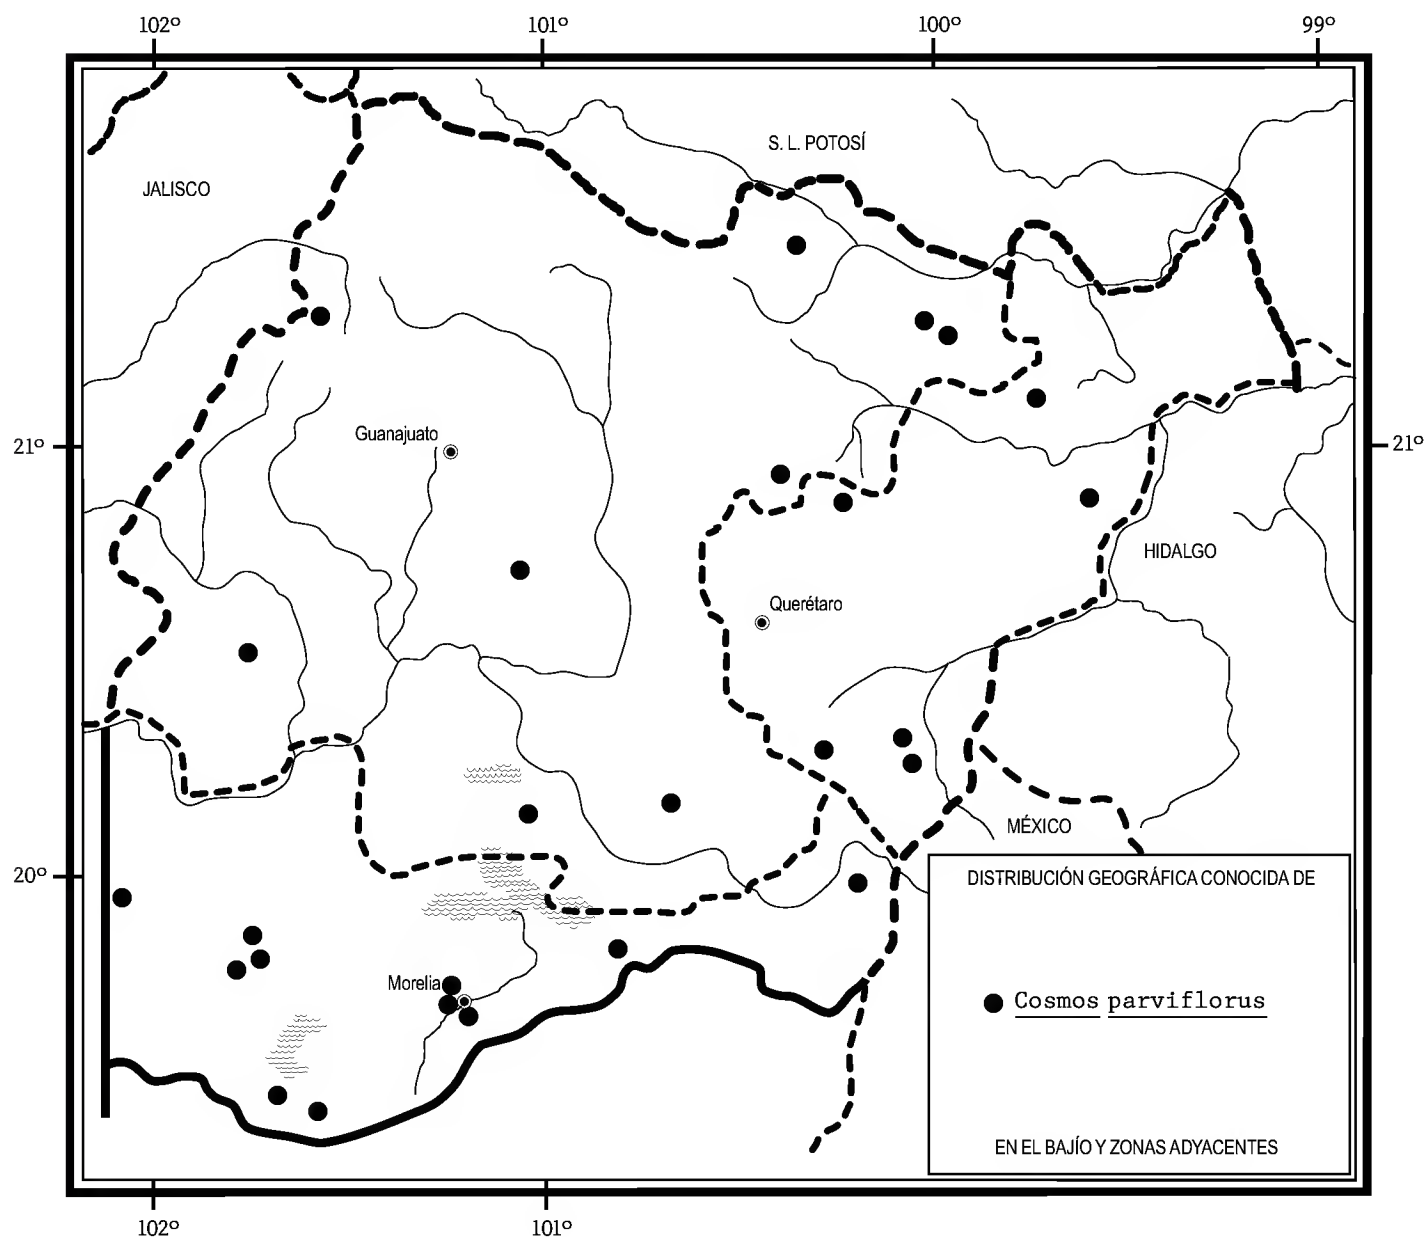 102º 101º 100º 99º
S. L. POTOSÍ
JALISCO
Guanajuato
21º 21º
HIDALGO
Querétaro
MÉXICO
20º
DISTRIBUCIÓN GEOGRÁFICA CONOCIDA DE
Morelia
Cosmos parviflorus
EN EL BAJÍO Y ZONAS ADYACENTES
102º 101º